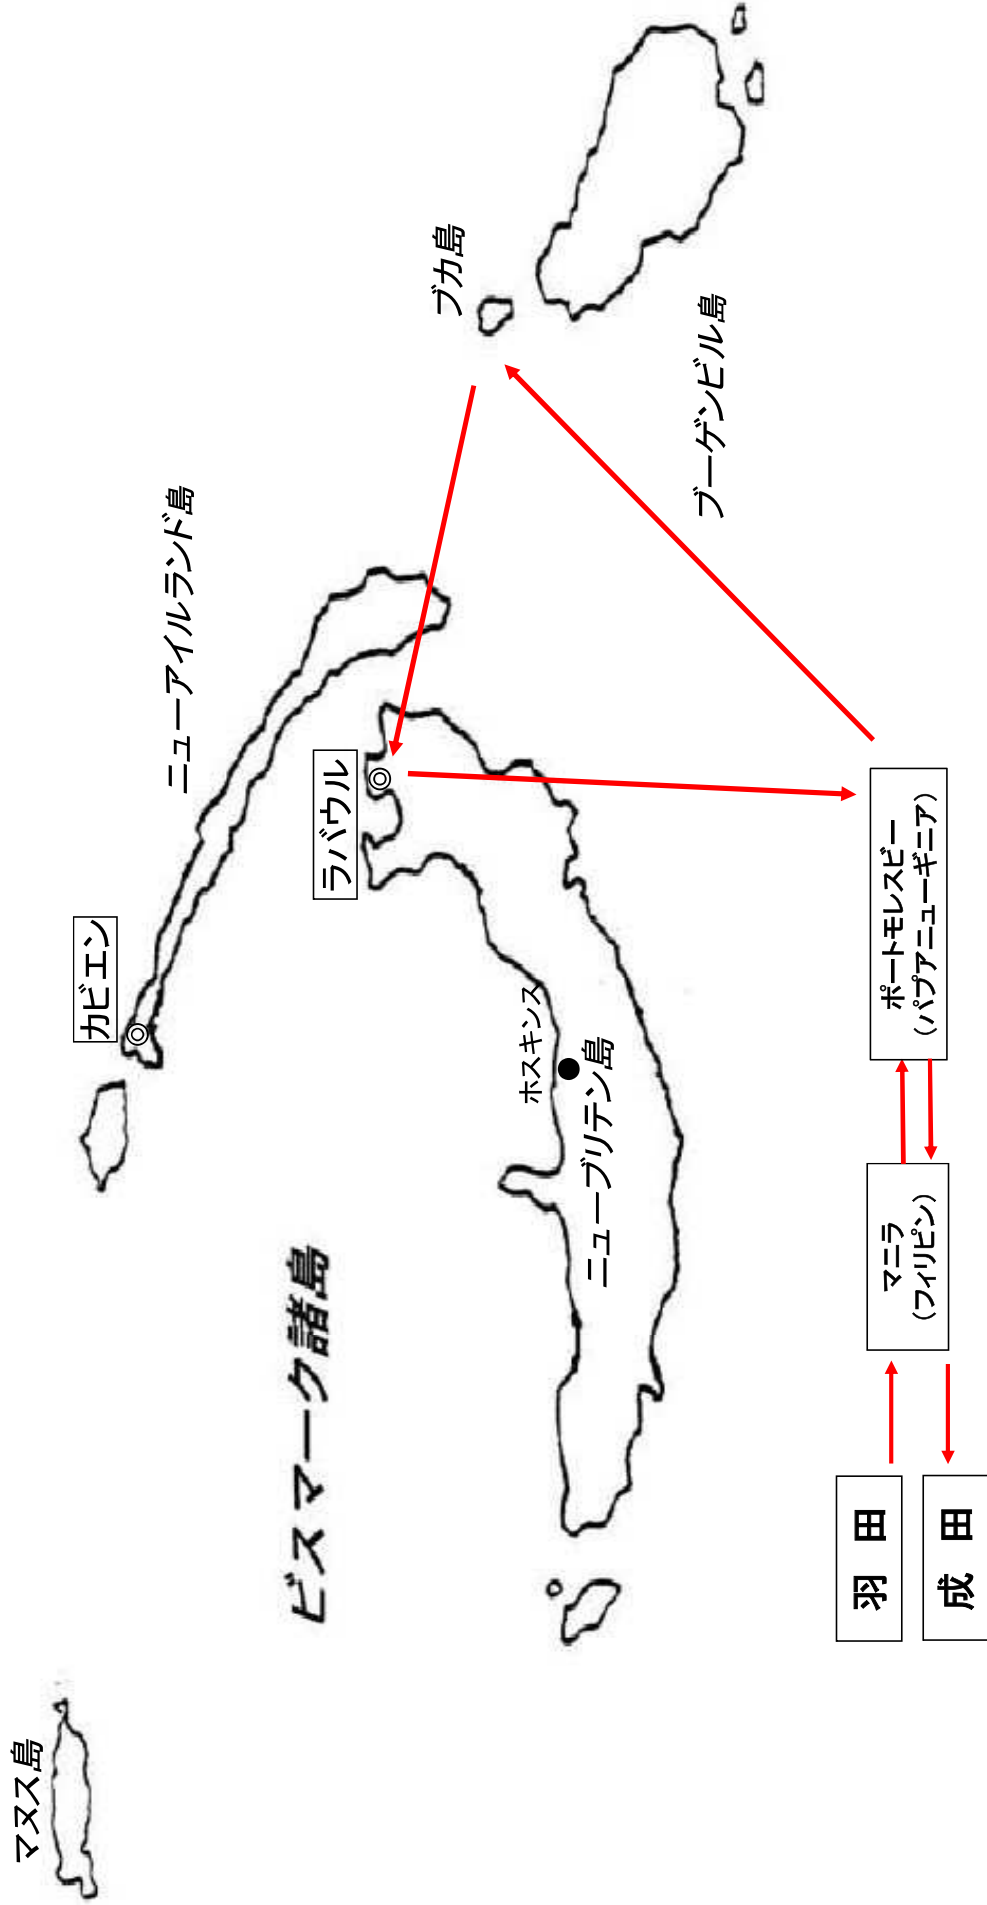 マヌス島
ビスマーク諸島
カビエン
ニューアイルランド島
ラバウル
ブカ島
ブーゲンビル島
ホスキンス
ニューブリテン島
羽 田
成 田
マニラ
(フィリピン)
ポートモレスビー
(パプアニューギニア)